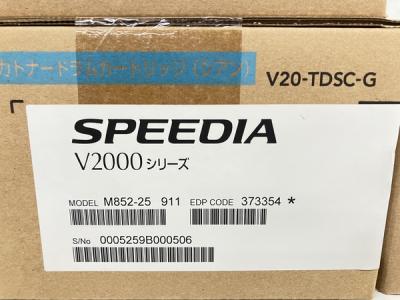 カトナードラムカートリッジ(シアン)
V20-TDSC-G
SPEEDIA
V2000シリーズ
MODEL M852-25 911 EDP CODE 373354 *
S/No 0005259B000506